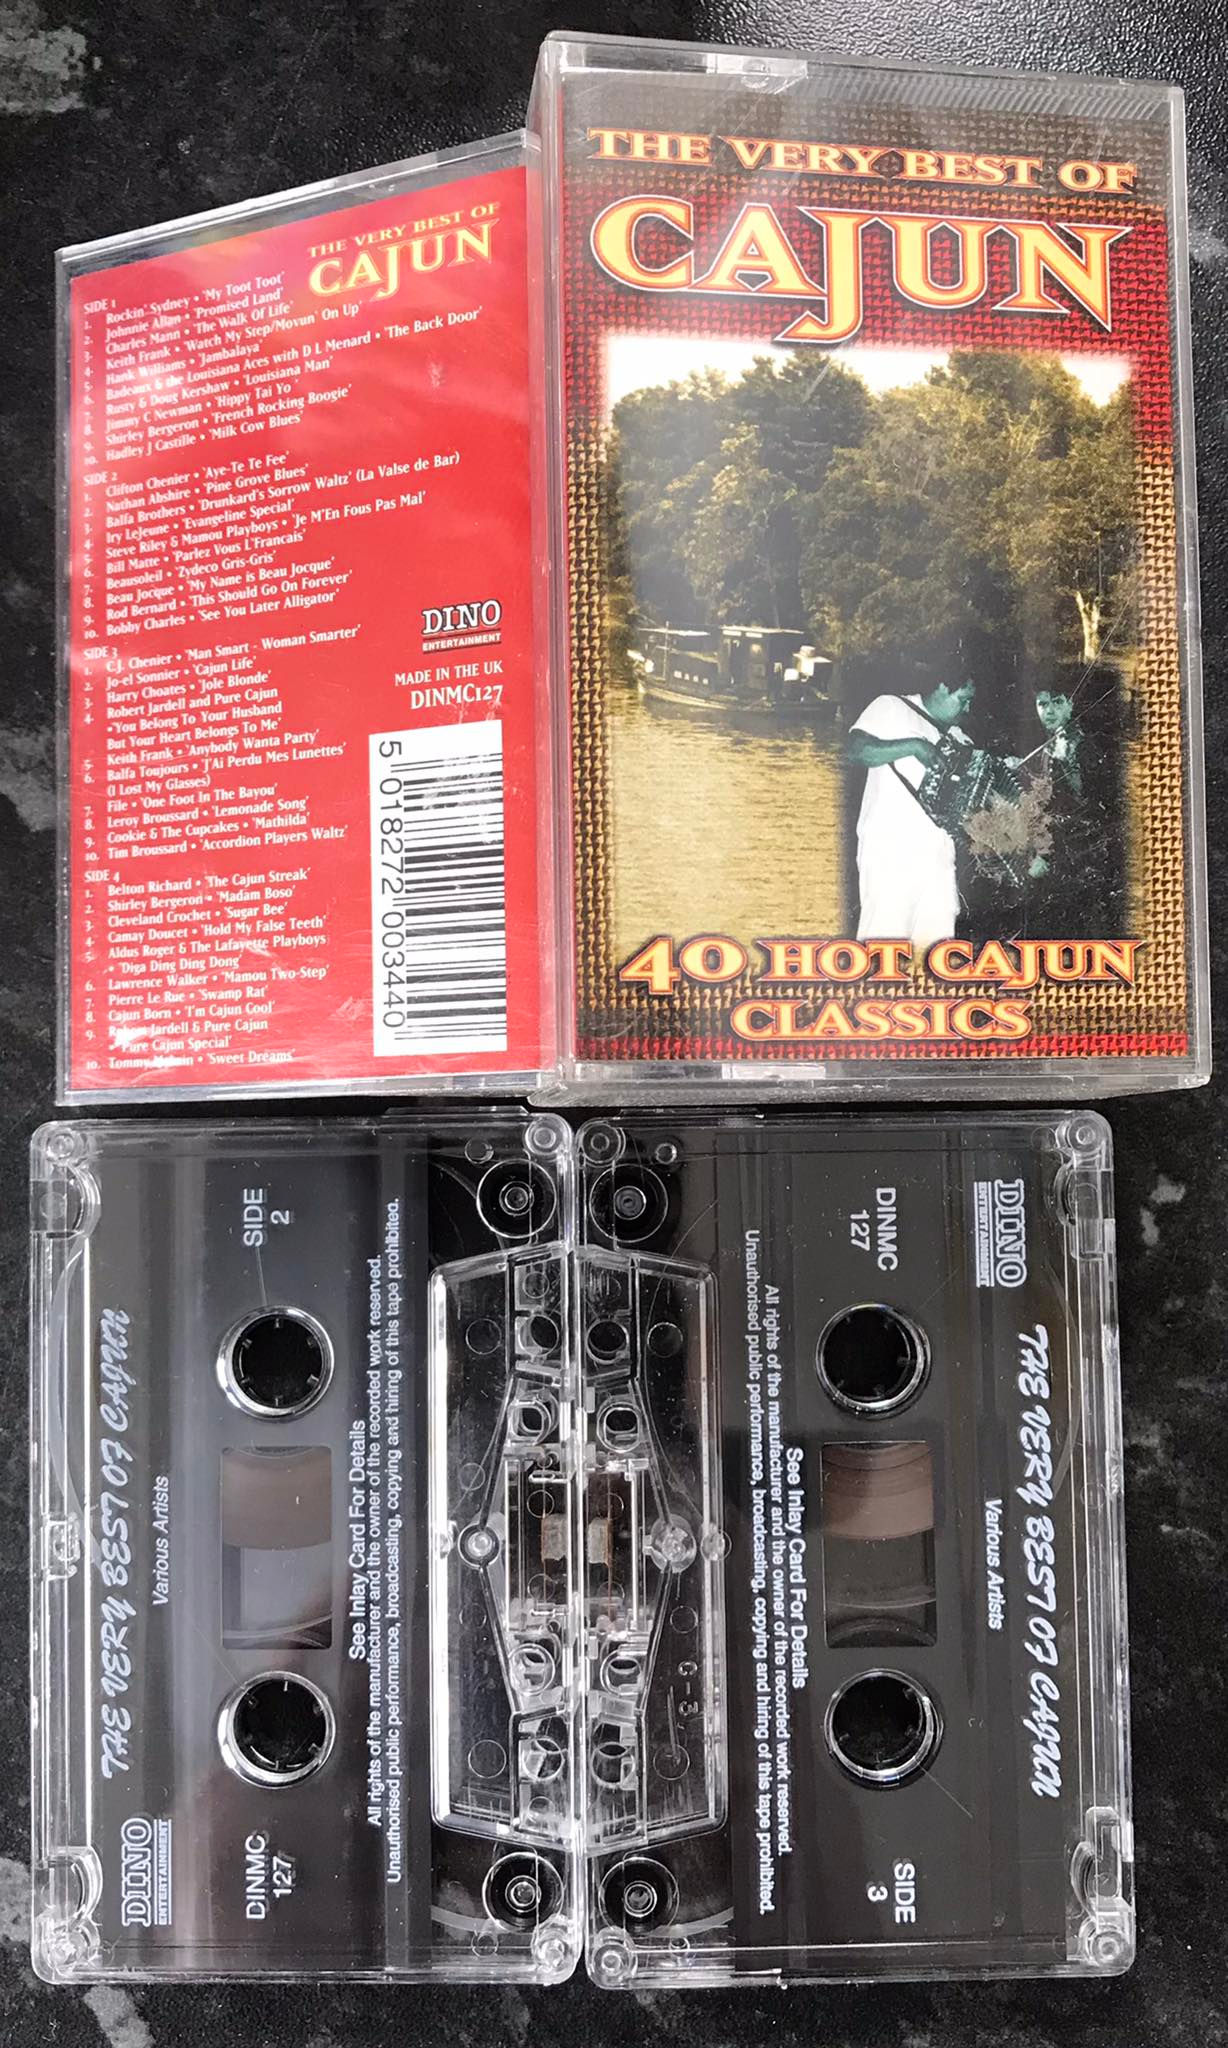 THE VERY BEST OF
CAJUN
SIDE 1
1. Rockin' Sydney • 'My Toot Toot'
2. Johnnie Allan • 'Promised Land'
3. Charles Mann • 'The Walk Of Life'
4. Keith Frank • 'Watch My Step/Movun' On Up'
5. Hank Williams • 'Jambalaya'
Badeaux & the Louisiana Aces with D L Menard • 'The Back Door'
7. Rusty & Doug Kershaw • 'Louisiana Man'
8. Jimmy C Newman • 'Hippy Tai Yo'
9. Shirley Bergeron • 'French Rocking Boogie'
10. Hadley J Castille • 'Milk Cow Blues'
SIDE 2
1. Clifton Chenier • 'Aye-Te Te Fee'
2. Nathan Abshire • 'Pine Grove Blues'
3. Balfa Brothers • 'Drunkard's Sorrow Waltz' (La Valse de Bar)
4. Iry LeJeune • 'Evangeline Special'
5. Steve Riley & Mamou Playboys • 'Je M'En Fous Pas Mal'
6. Bill Matte • 'Parlez Vous L'Francais'
7. Beausoleil • 'Zydeco Gris-Gris'
8. Beau Jocque • 'My Name is Beau Jocque'
9. Rod Bernard • 'This Should Go On Forever'
10. Bobby Charles • 'See You Later Alligator'
SIDE 3
1. C.J. Chenier • 'Man Smart - Woman Smarter'
2. Jo-el Sonnier • 'Cajun Life'
3. Harry Choates • 'Jole Blonde'
4. Robert Jardell and Pure Cajun
• 'You Belong To Your Husband
But Your Heart Belongs To Me'
5. Keith Frank • 'Anybody Wanta Party'
6. Balfa Toujours • 'J'Ai Perdu Mes Lunettes'
(I Lost My Glasses)
7. File • 'One Foot In The Bayou'
8. Leroy Broussard • 'Lemonade Song'
9. Cookie & The Cupcakes • 'Mathilda'
10. Tim Broussard • 'Accordion Players Waltz'
SIDE 4
1. Belton Richard • 'The Cajun Streak'
2. Shirley Bergeron • 'Madam Boso'
3. Cleveland Crochet • 'Sugar Bee'
4. Camay Doucet • 'Hold My False Teeth'
5. Aldus Roger & The Lafayette Playboys
• 'Diga Ding Ding Dong'
6. Lawrence Walker • 'Mamou Two-Step'
7. Pierre Le Rue • 'Swamp Rat'
8. Cajun Born • 'I'm Cajun Cool'
9. Robert Jardell & Pure Cajun
• 'Pure Cajun Special'
10. Tommy • 'Sweet Dreams'
DINO
ENTERTAINMENT
MADE IN THE UK
DINMC127
5 018272 003440
THE VERY BEST OF
CAJUN
40 HOT CAJUN
CLASSICS
THE VERY BEST OF CAJUN
Various Artists
DINO
ENTERTAINMENT
SIDE
2
DINMC
127
See Inlay Card For Details
All rights of the manufacturer and the owner of the recorded work reserved.
Unauthorised public performance, broadcasting, copying and hiring of this tape prohibited.
DINO
ENTERTAINMENT
THE VERY BEST OF CAJUN
Various Artists
DINMC
127
SIDE
3
See Inlay Card For Details
All rights of the manufacturer and the owner of the recorded work reserved.
Unauthorised public performance, broadcasting, copying and hiring of this tape prohibited.
C-3